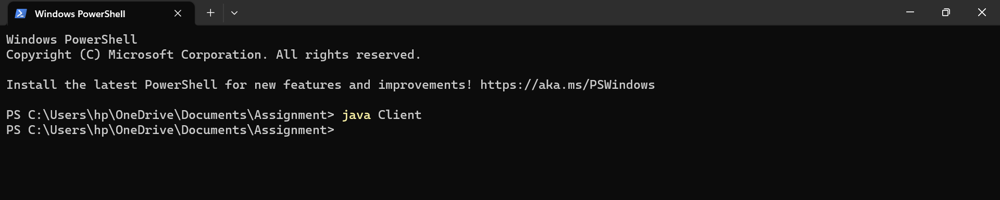 Windows PowerShell
Windows PowerShell
Copyright (C) Microsoft Corporation. All rights reserved.
Install the latest PowerShell for new features and improvements! https://aka.ms/PSWindows
PS C:\Users\hp\OneDrive\Documents\Assignment> java Client
PS C:\Users\hp\OneDrive\Documents\Assignment>